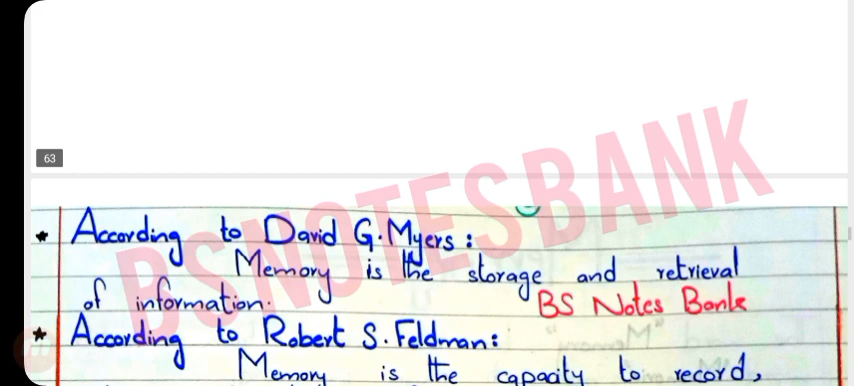 63
BSNOTESBANK
★ According to David G. Myers :
Memory is the storage and retrieval
of information.
BS Notes Bank
★ According to Robert S. Feldman :
Memory is the capacity to record,